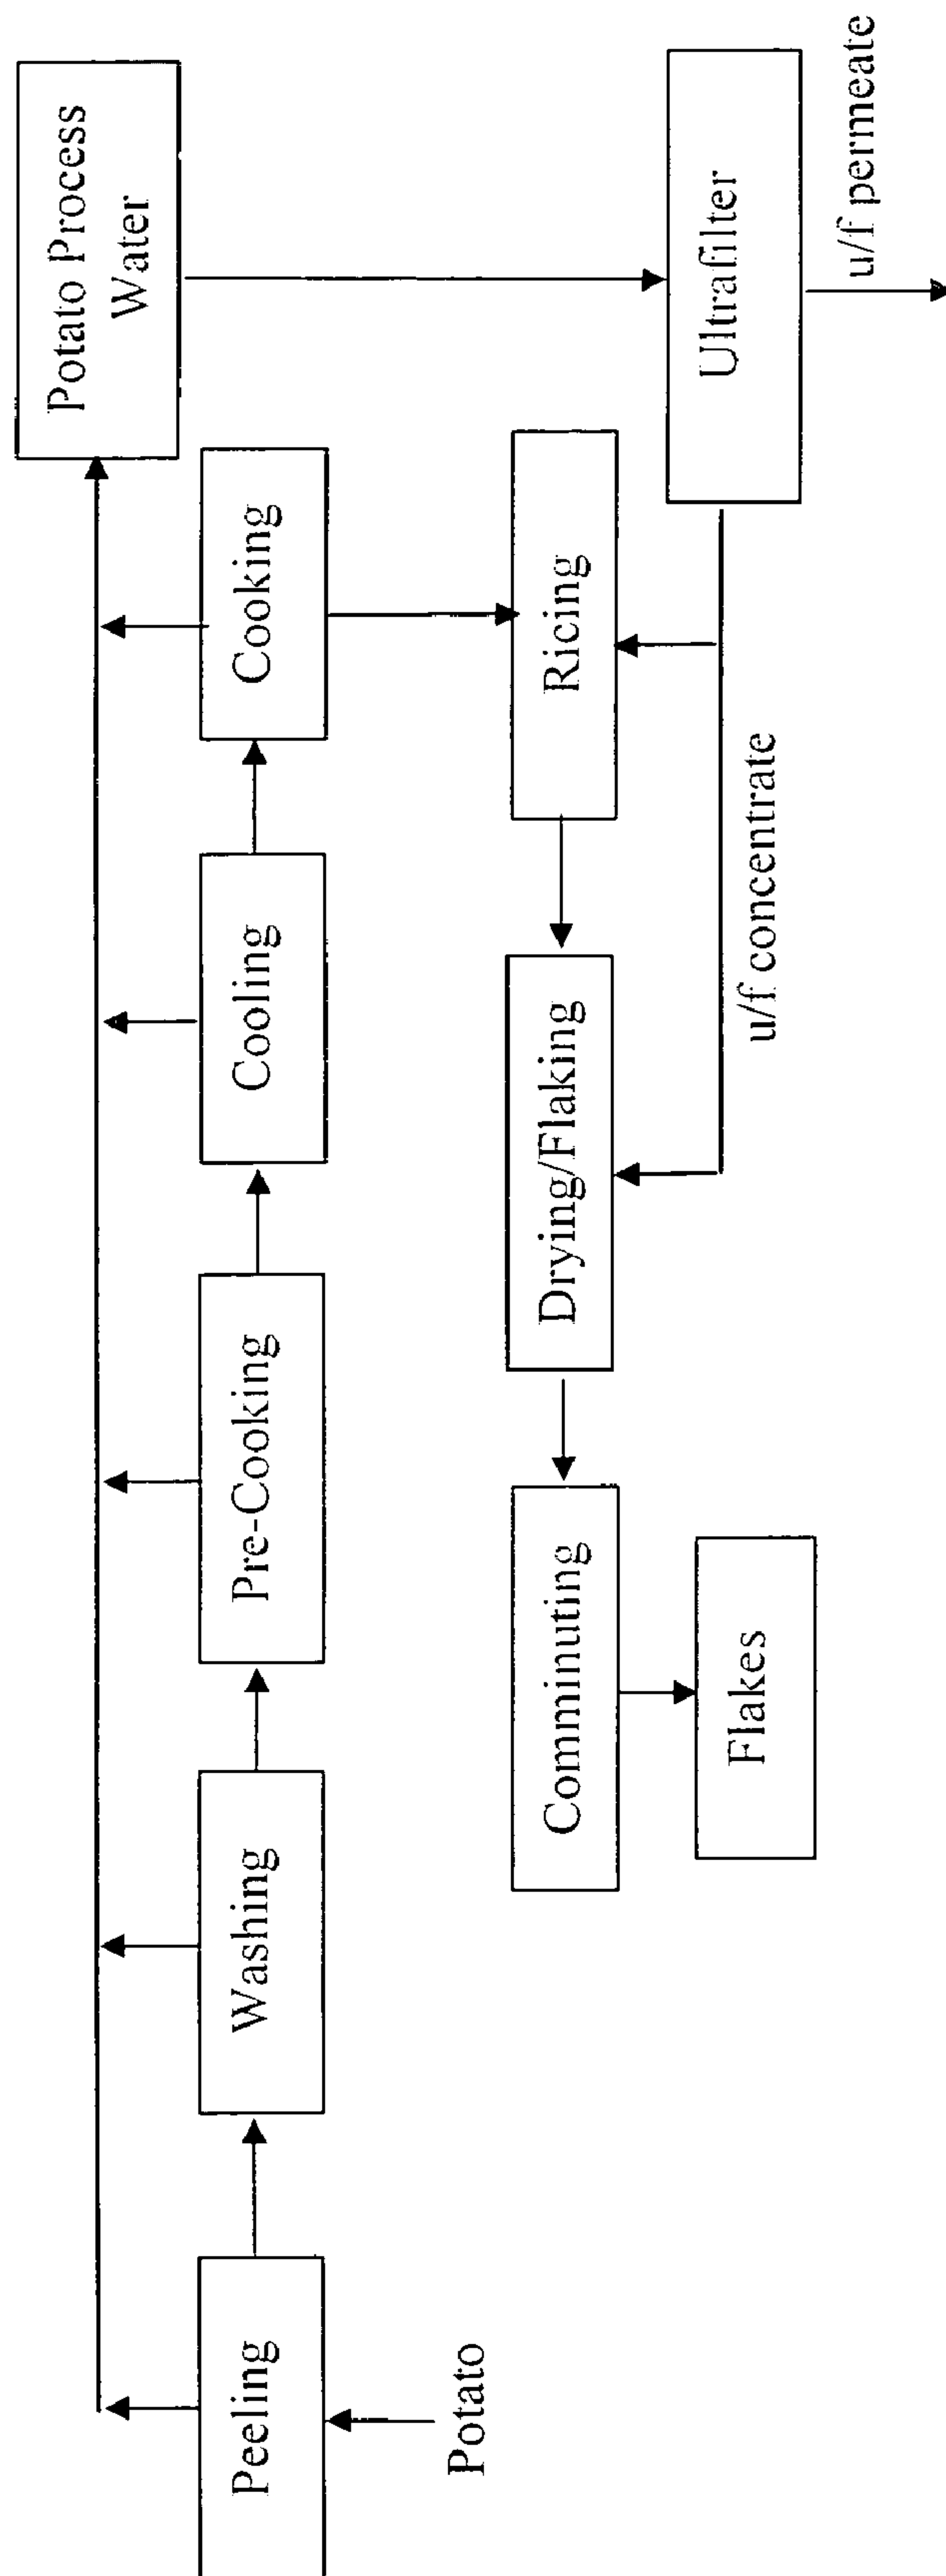 Potato Process
Water
Peeling
Washing
Pre-Cooking
Cooling
Cooking
Potato
Comminuting
Drying/Flaking
Ricing
Flakes
u/f concentrate
Ultrafilter
u/f permeate